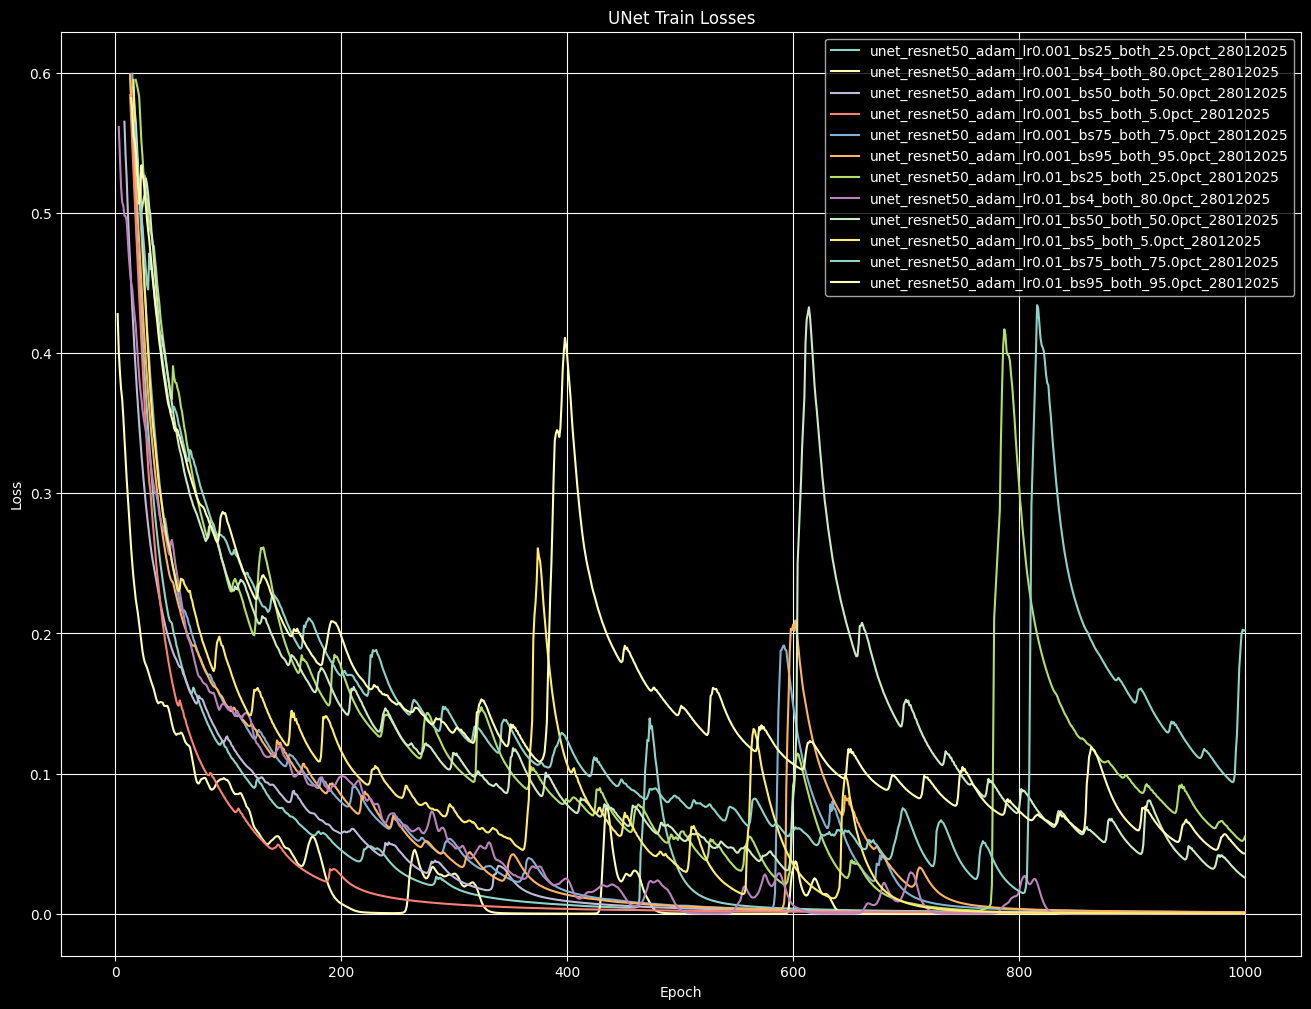 UNet Train Losses
unet_resnet50_adam_lr0.001_bs25_both_25.0pct_28012025
unet_resnet50_adam_lr0.001_bs4_both_80.0pct_28012025
unet_resnet50_adam_lr0.001_bs50_both_50.0pct_28012025
unet_resnet50_adam_lr0.001_bs5_both_5.0pct_28012025
unet_resnet50_adam_lr0.001_bs75_both_75.0pct_28012025
unet_resnet50_adam_lr0.001_bs95_both_95.0pct_28012025
unet_resnet50_adam_lr0.01_bs25_both_25.0pct_28012025
unet_resnet50_adam_lr0.01_bs4_both_80.0pct_28012025
unet_resnet50_adam_lr0.01_bs50_both_50.0pct_28012025
unet_resnet50_adam_lr0.01_bs5_both_5.0pct_28012025
unet_resnet50_adam_lr0.01_bs75_both_75.0pct_28012025
unet_resnet50_adam_lr0.01_bs95_both_95.0pct_28012025
0.6
0.5
0.4
0.3
0.2
0.1
0.0
Loss
0 200 400 600 800 1000
Epoch